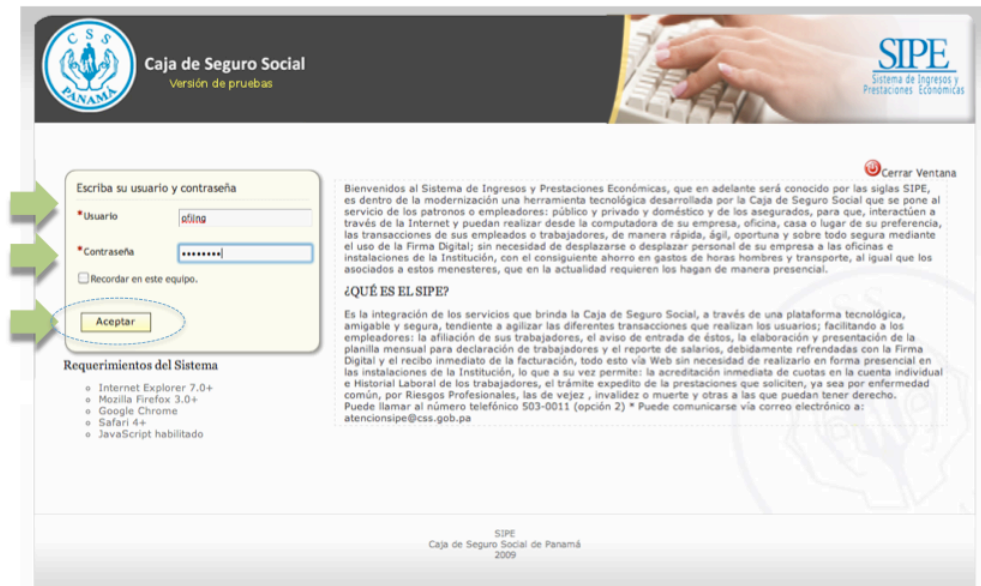 CSS
PANAMÁ
Caja de Seguro Social
Versión de pruebas
SIPE
Sistema de Ingresos y
Prestaciones Económicas
Cerrar Ventana
Escriba su usuario y contraseña
*Usuario
pfjlng
*Contraseña
••••••••
Recordar en este equipo.
Aceptar
Requerimientos del Sistema
Internet Explorer 7.0+
Mozilla Firefox 3.0+
Google Chrome
Safari 4+
JavaScript habilitado
Bienvenidos al Sistema de Ingresos y Prestaciones Económicas, que en adelante será conocido por las siglas SIPE,
es dentro de la modernización una herramienta tecnológica desarrollada por la Caja de Seguro Social que se pone al
servicio de los patronos o empleadores: público y privado y doméstico y de los asegurados, para que, interactúen a
través de la Internet y puedan realizar desde la computadora de su empresa, oficina, casa o lugar de su preferencia,
las transacciones de sus empleados o trabajadores, de manera rápida, ágil, oportuna y sobre todo segura mediante
el uso de la Firma Digital; sin necesidad de desplazarse o desplazar personal de su empresa a las oficinas e
instalaciones de la Institución, con el consiguiente ahorro en gastos de horas hombres y transporte, al igual que los
asociados a estos menesteres, que en la actualidad requieren los hagan de manera presencial.
¿QUÉ ES EL SIPE?
Es la integración de los servicios que brinda la Caja de Seguro Social, a través de una plataforma tecnológica,
amigable y segura, tendiente a agilizar las diferentes transacciones que realizan los usuarios; facilitando a los
empleadores: la afiliación de sus trabajadores, el aviso de entrada de éstos, la elaboración y presentación de la
planilla mensual para declaración de trabajadores y el reporte de salarios, debidamente refrendadas con la Firma
Digital y el recibo inmediato de la facturación, todo esto vía Web sin necesidad de realizarlo en forma presencial en
las instalaciones de la Institución, lo que a su vez permite: la acreditación inmediata de cuotas en la cuenta individual
e Historial Laboral de los trabajadores, el trámite expedito de la prestaciones que soliciten, ya sea por enfermedad
común, por Riesgos Profesionales, las de vejez , invalidez o muerte y otras a las que puedan tener derecho.
Puede llamar al número telefónico 503-0011 (opción 2) * Puede comunicarse vía correo electrónico a:
atencionsipe@css.gob.pa
SIPE
Caja de Seguro Social de Panamá
2009